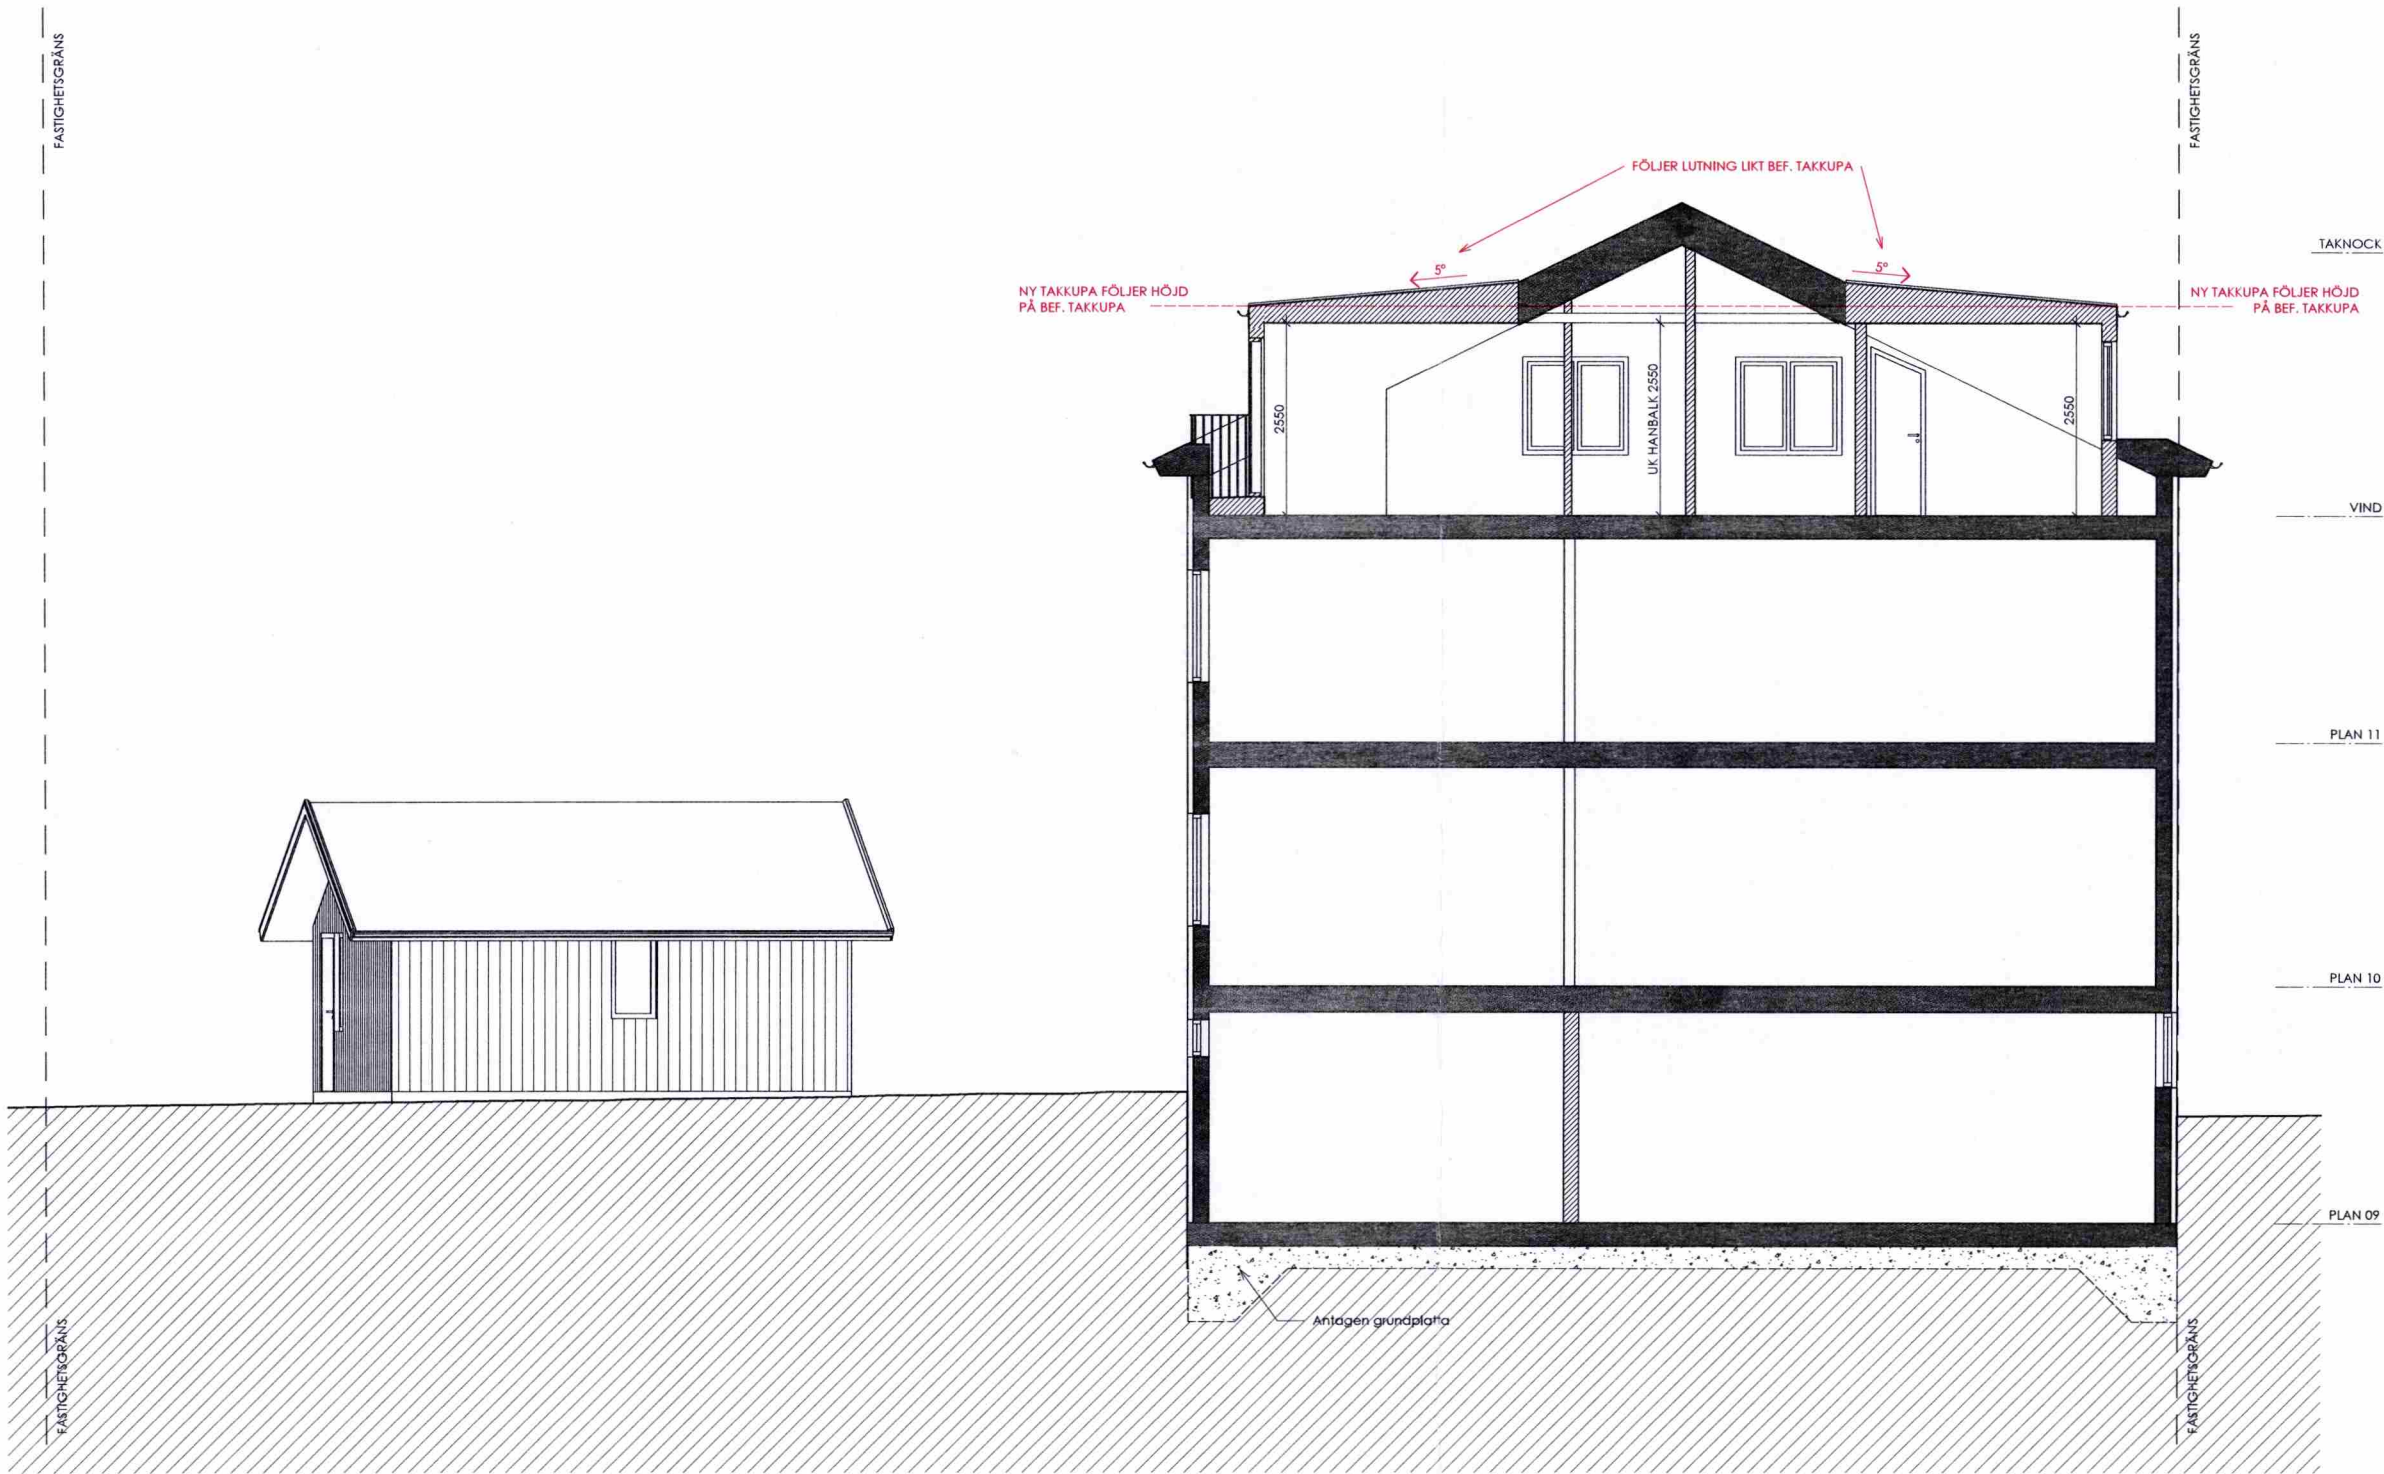 FASTIGHETSGRÄNS
FASTIGHETSGRÄNS
FÖLJER LUTNING LIKT BEF. TAKKUPA
TAKNOCK
5°
5°
NY TAKKUPA FÖLJER HÖJD
PÅ BEF. TAKKUPA
NY TAKKUPA FÖLJER HÖJD
PÅ BEF. TAKKUPA
2550
UK HANBALK 2550
2550
VIND
PLAN 11
PLAN 10
PLAN 09
Antagen grundplatta
FASTIGHETSGRÄNS
FASTIGHETSGRÄNS